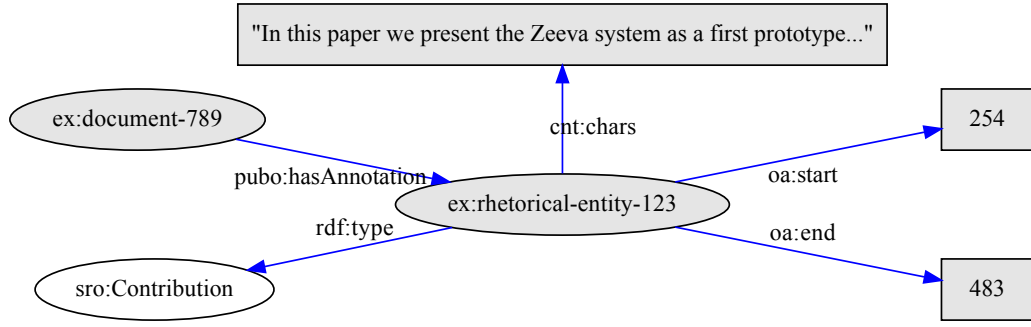 "In this paper we present the Zeeva system as a first prototype..."
ex:document-789
cnt:chars
254
pubo:hasAnnotation
oa:start
ex:rhetorical-entity-123
rdf:type
oa:end
sro:Contribution
483